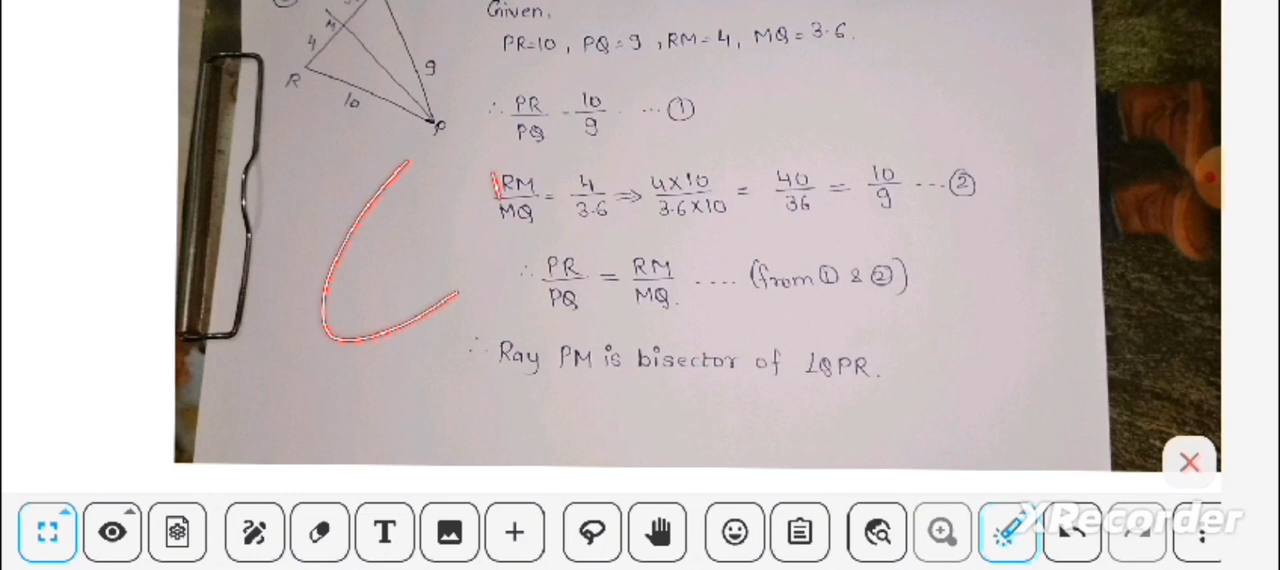 Given,
PR=10, PQ=9, RM=4, MQ=3.6.
M
4
9
R
10
P
∴ PR/PQ = 10/9 ... ①
RM/MQ = 4/3.6 ⇒ 4×10/3.6×10 = 40/36 = 10/9 ... ②
∴ PR/PQ = RM/MQ. .... (from ① & ②)
∴ Ray PM is bisector of ∠QPR.
XRecorder